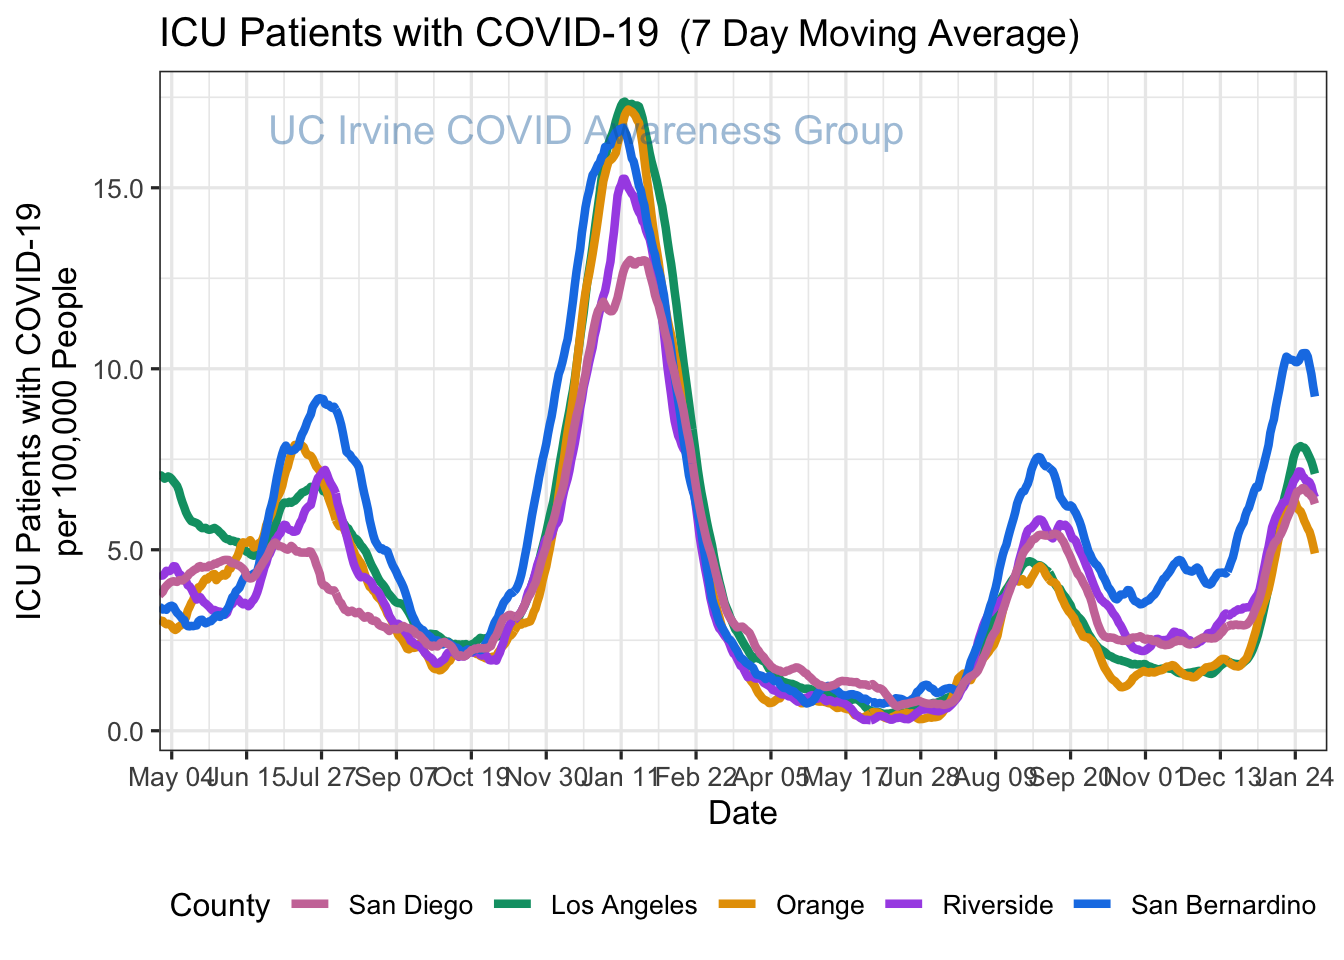 ICU Patients with COVID-19 (7 Day Moving Average)
UC Irvine COVID Awareness Group
ICU Patients with COVID-19
per 100,000 People
15.0
10.0
5.0
0.0
May 04 Jun 15 Jul 27 Sep 07 Oct 19 Nov 30 Jan 11 Feb 22 Apr 05 May 17 Jun 28 Aug 09 Sep 20 Nov 01 Dec 13 Jan 24
Date
County San Diego Los Angeles Orange Riverside San Bernardino